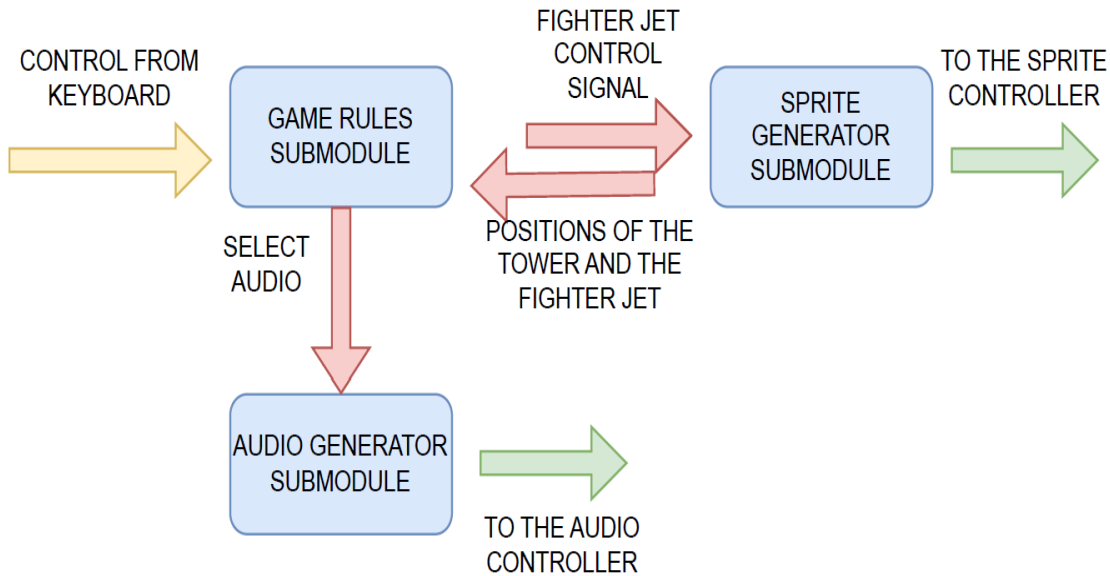 CONTROL FROM
KEYBOARD
GAME RULES
SUBMODULE
FIGHTER JET
CONTROL
SIGNAL
SPRITE
GENERATOR
SUBMODULE
TO THE SPRITE
CONTROLLER
SELECT
AUDIO
POSITIONS OF THE
TOWER AND THE
FIGHTER JET
AUDIO GENERATOR
SUBMODULE
TO THE AUDIO
CONTROLLER